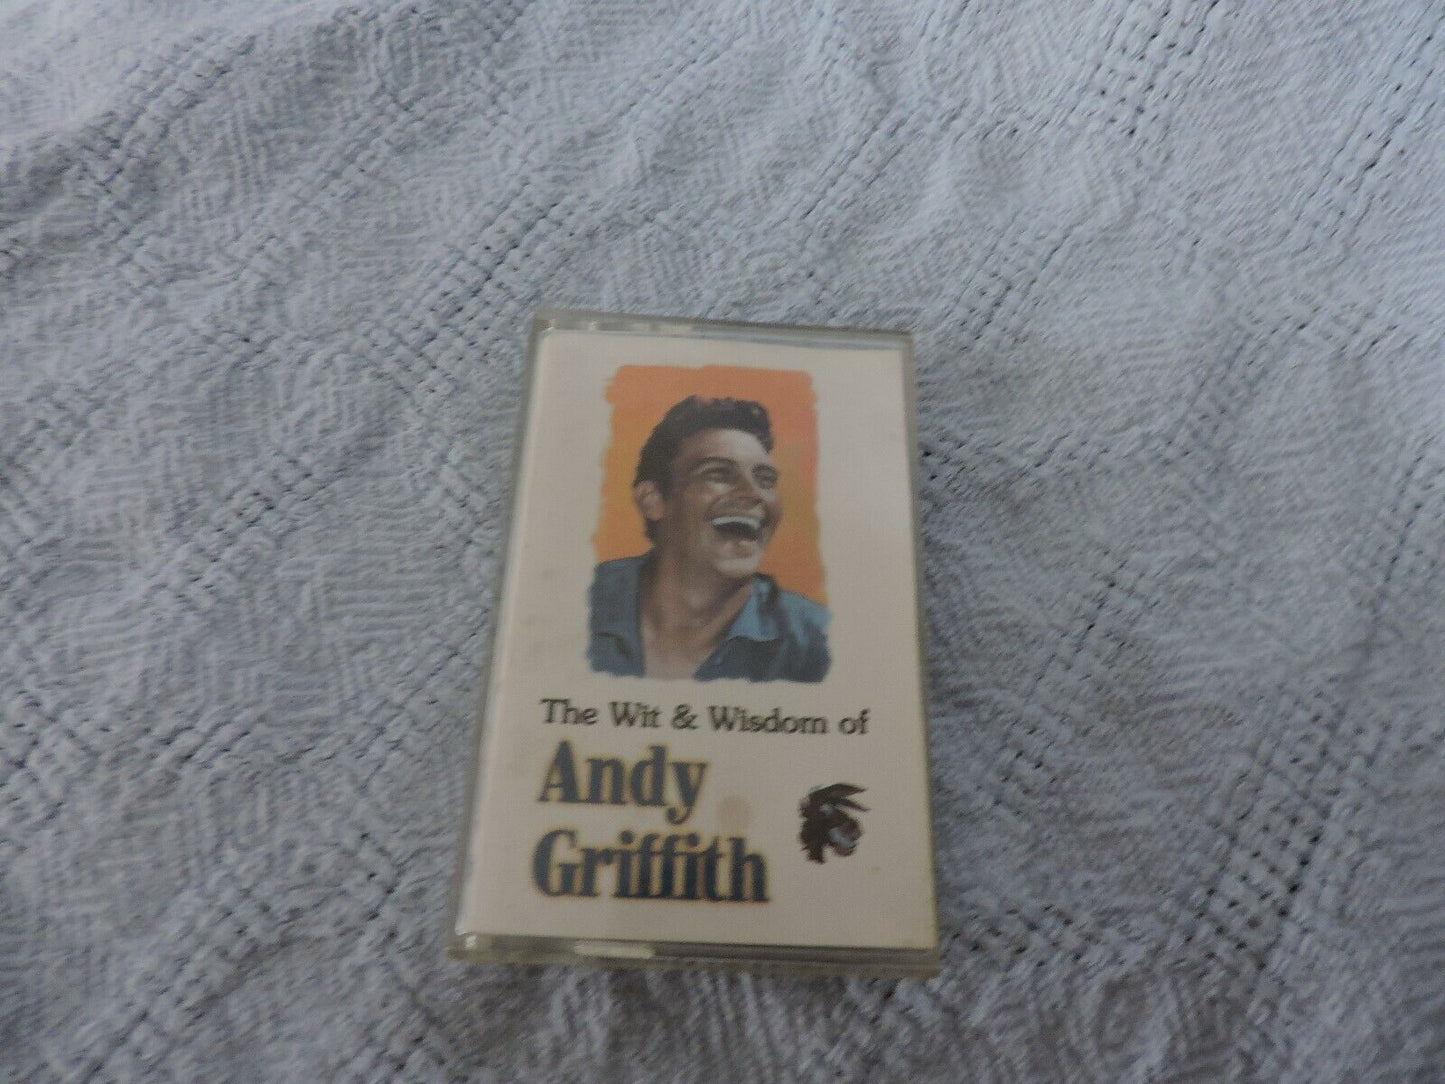 The Wit & Wisdom of
Andy
Griffith